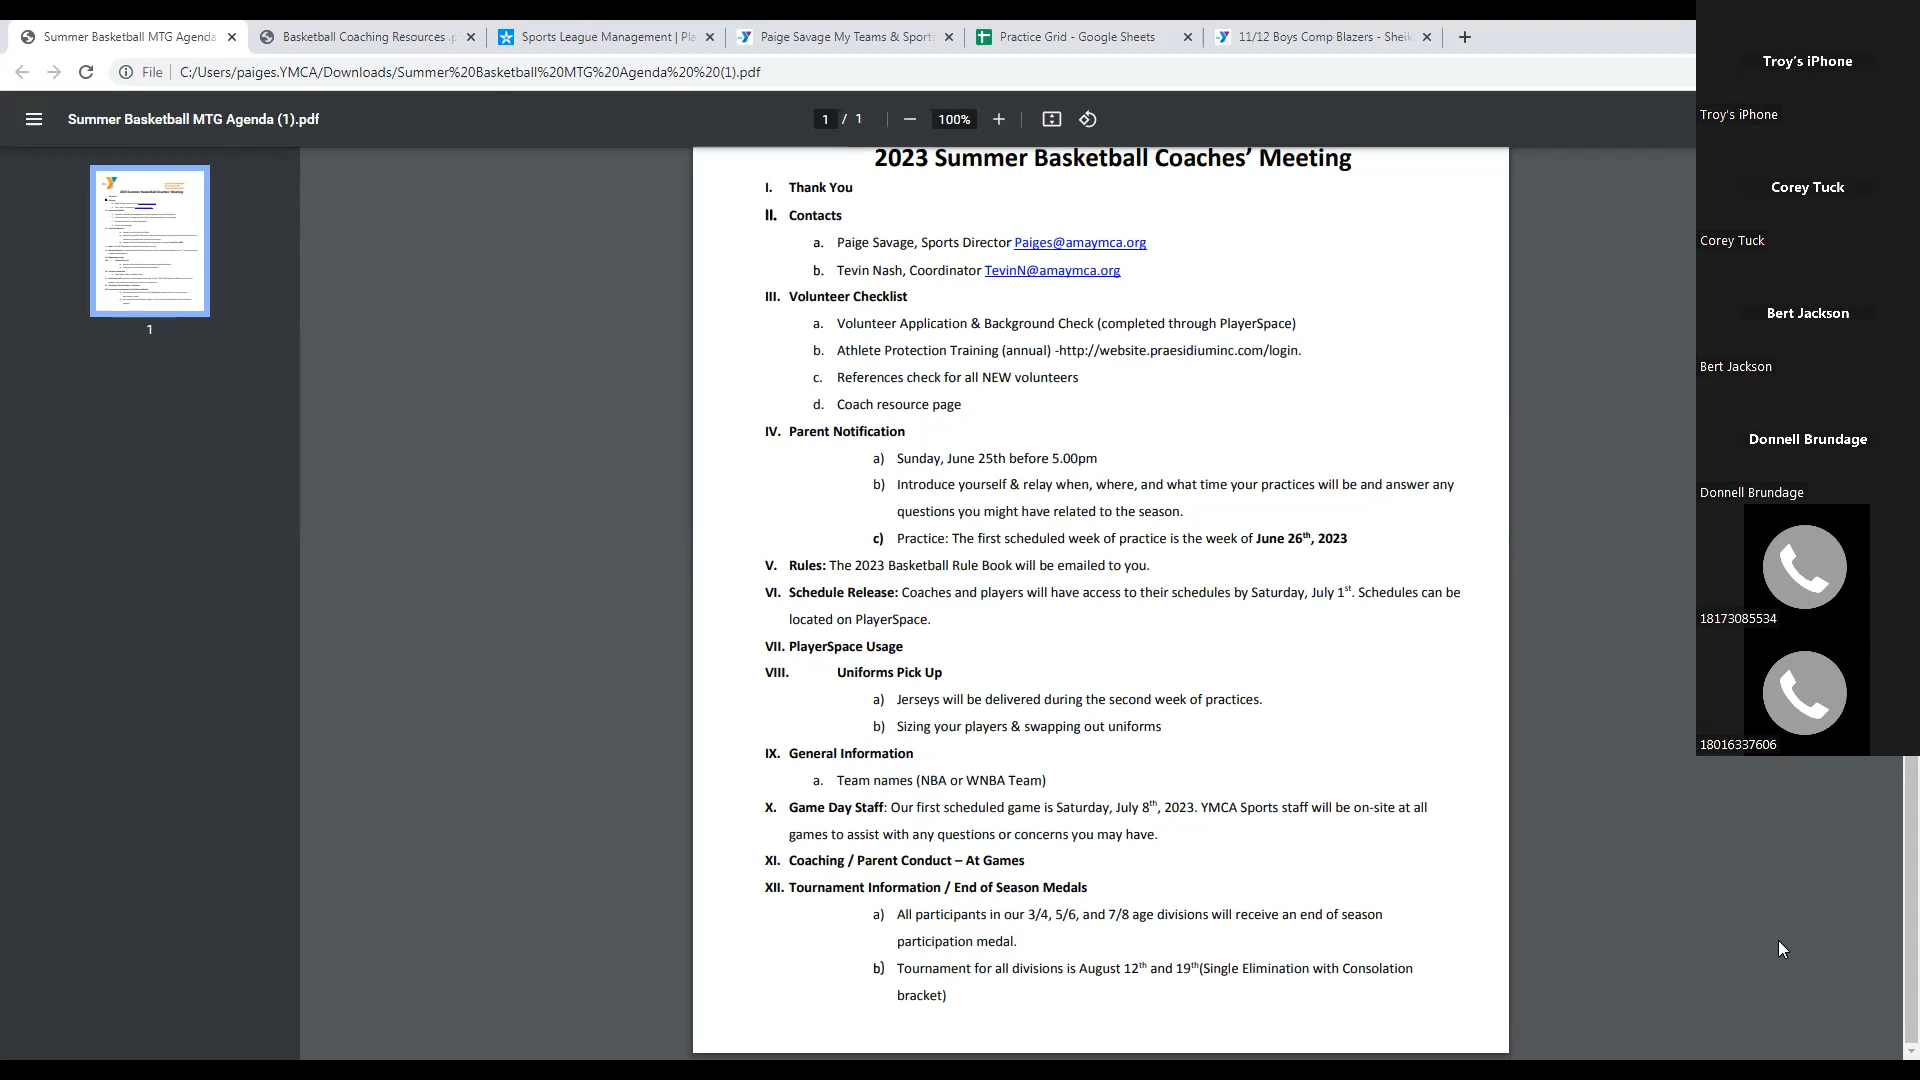 Summer Basketball MTG Agenda
Basketball Coaching Resources .p
Sports League Management | Pla
Paige Savage My Teams & Sports
Practice Grid - Google Sheets
11/12 Boys Comp Blazers - Sheik
File
C:/Users/paiges.YMCA/Downloads/Summer%20Basketball%20MTG%20Agenda%20%20(1).pdf
Summer Basketball MTG Agenda (1).pdf
1 / 1
100%
1
2023 Summer Basketball Coaches’ Meeting
I. Thank You
II. Contacts
a. Paige Savage, Sports Director Paiges@amaymca.org
b. Tevin Nash, Coordinator TevinN@amaymca.org
III. Volunteer Checklist
a. Volunteer Application & Background Check (completed through PlayerSpace)
b. Athlete Protection Training (annual) -http://website.praesidiuminc.com/login.
c. References check for all NEW volunteers
d. Coach resource page
IV. Parent Notification
a) Sunday, June 25th before 5.00pm
b) Introduce yourself & relay when, where, and what time your practices will be and answer any
questions you might have related to the season.
c) Practice: The first scheduled week of practice is the week of June 26th, 2023
V. Rules: The 2023 Basketball Rule Book will be emailed to you.
VI. Schedule Release: Coaches and players will have access to their schedules by Saturday, July 1st. Schedules can be
located on PlayerSpace.
VII. PlayerSpace Usage
VIII. Uniforms Pick Up
a) Jerseys will be delivered during the second week of practices.
b) Sizing your players & swapping out uniforms
IX. General Information
a. Team names (NBA or WNBA Team)
X. Game Day Staff: Our first scheduled game is Saturday, July 8th, 2023. YMCA Sports staff will be on-site at all
games to assist with any questions or concerns you may have.
XI. Coaching / Parent Conduct – At Games
XII. Tournament Information / End of Season Medals
a) All participants in our 3/4, 5/6, and 7/8 age divisions will receive an end of season
participation medal.
b) Tournament for all divisions is August 12th and 19th(Single Elimination with Consolation
bracket)
Troy’s iPhone
Troy's iPhone
Corey Tuck
Corey Tuck
Bert Jackson
Bert Jackson
Donnell Brundage
Donnell Brundage
18173085534
18016337606